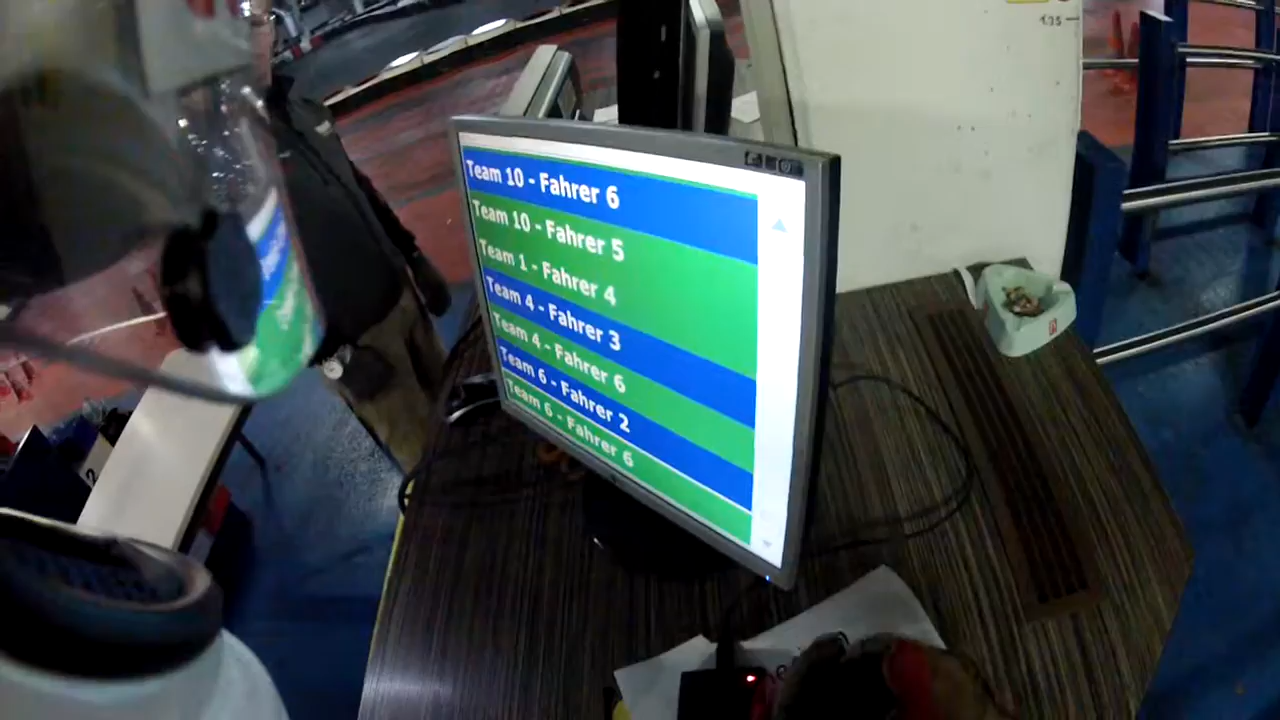 Team 10 - Fahrer 6
Team 10 - Fahrer 5
Team 1 - Fahrer 4
Team 4 - Fahrer 3
Team 4 - Fahrer 6
Team 6 - Fahrer 2
Team 6 - Fahrer 6